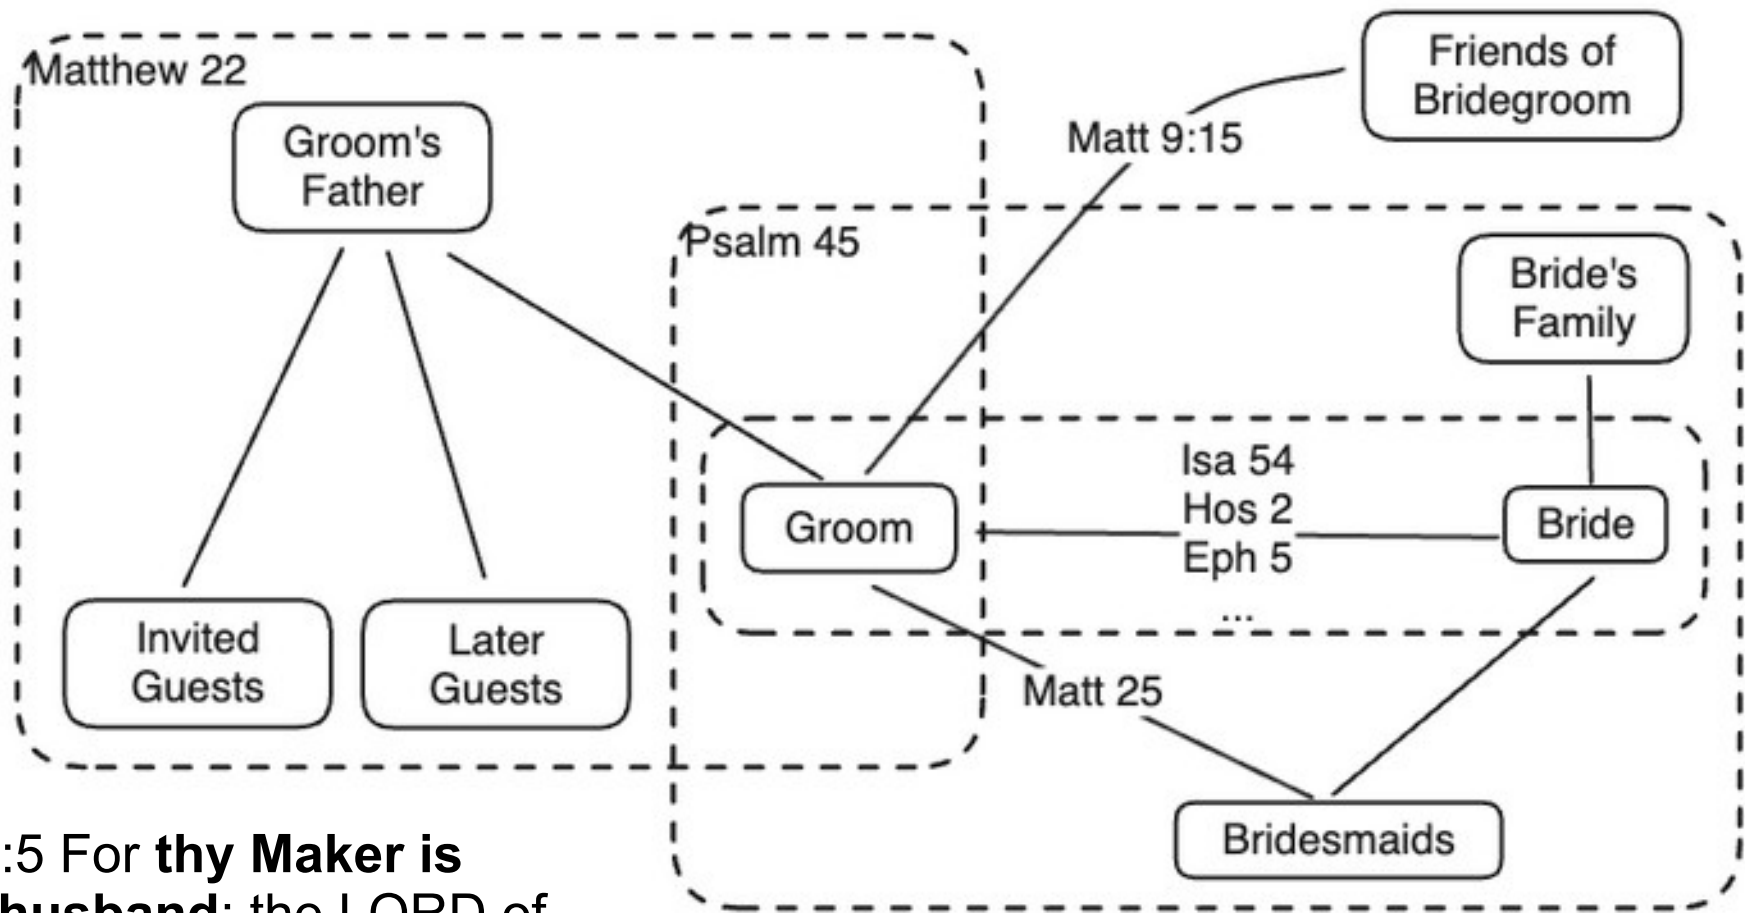 Matthew 22
Groom's
Father
Invited
Guests
Later
Guests
Friends of
Bridegroom
Matt 9:15
Psalm 45
Bride's
Family
Groom
Isa 54
Hos 2
Eph 5
...
Bride
Matt 25
Bridesmaids
:5 For thy Maker is
husband; the LORD of